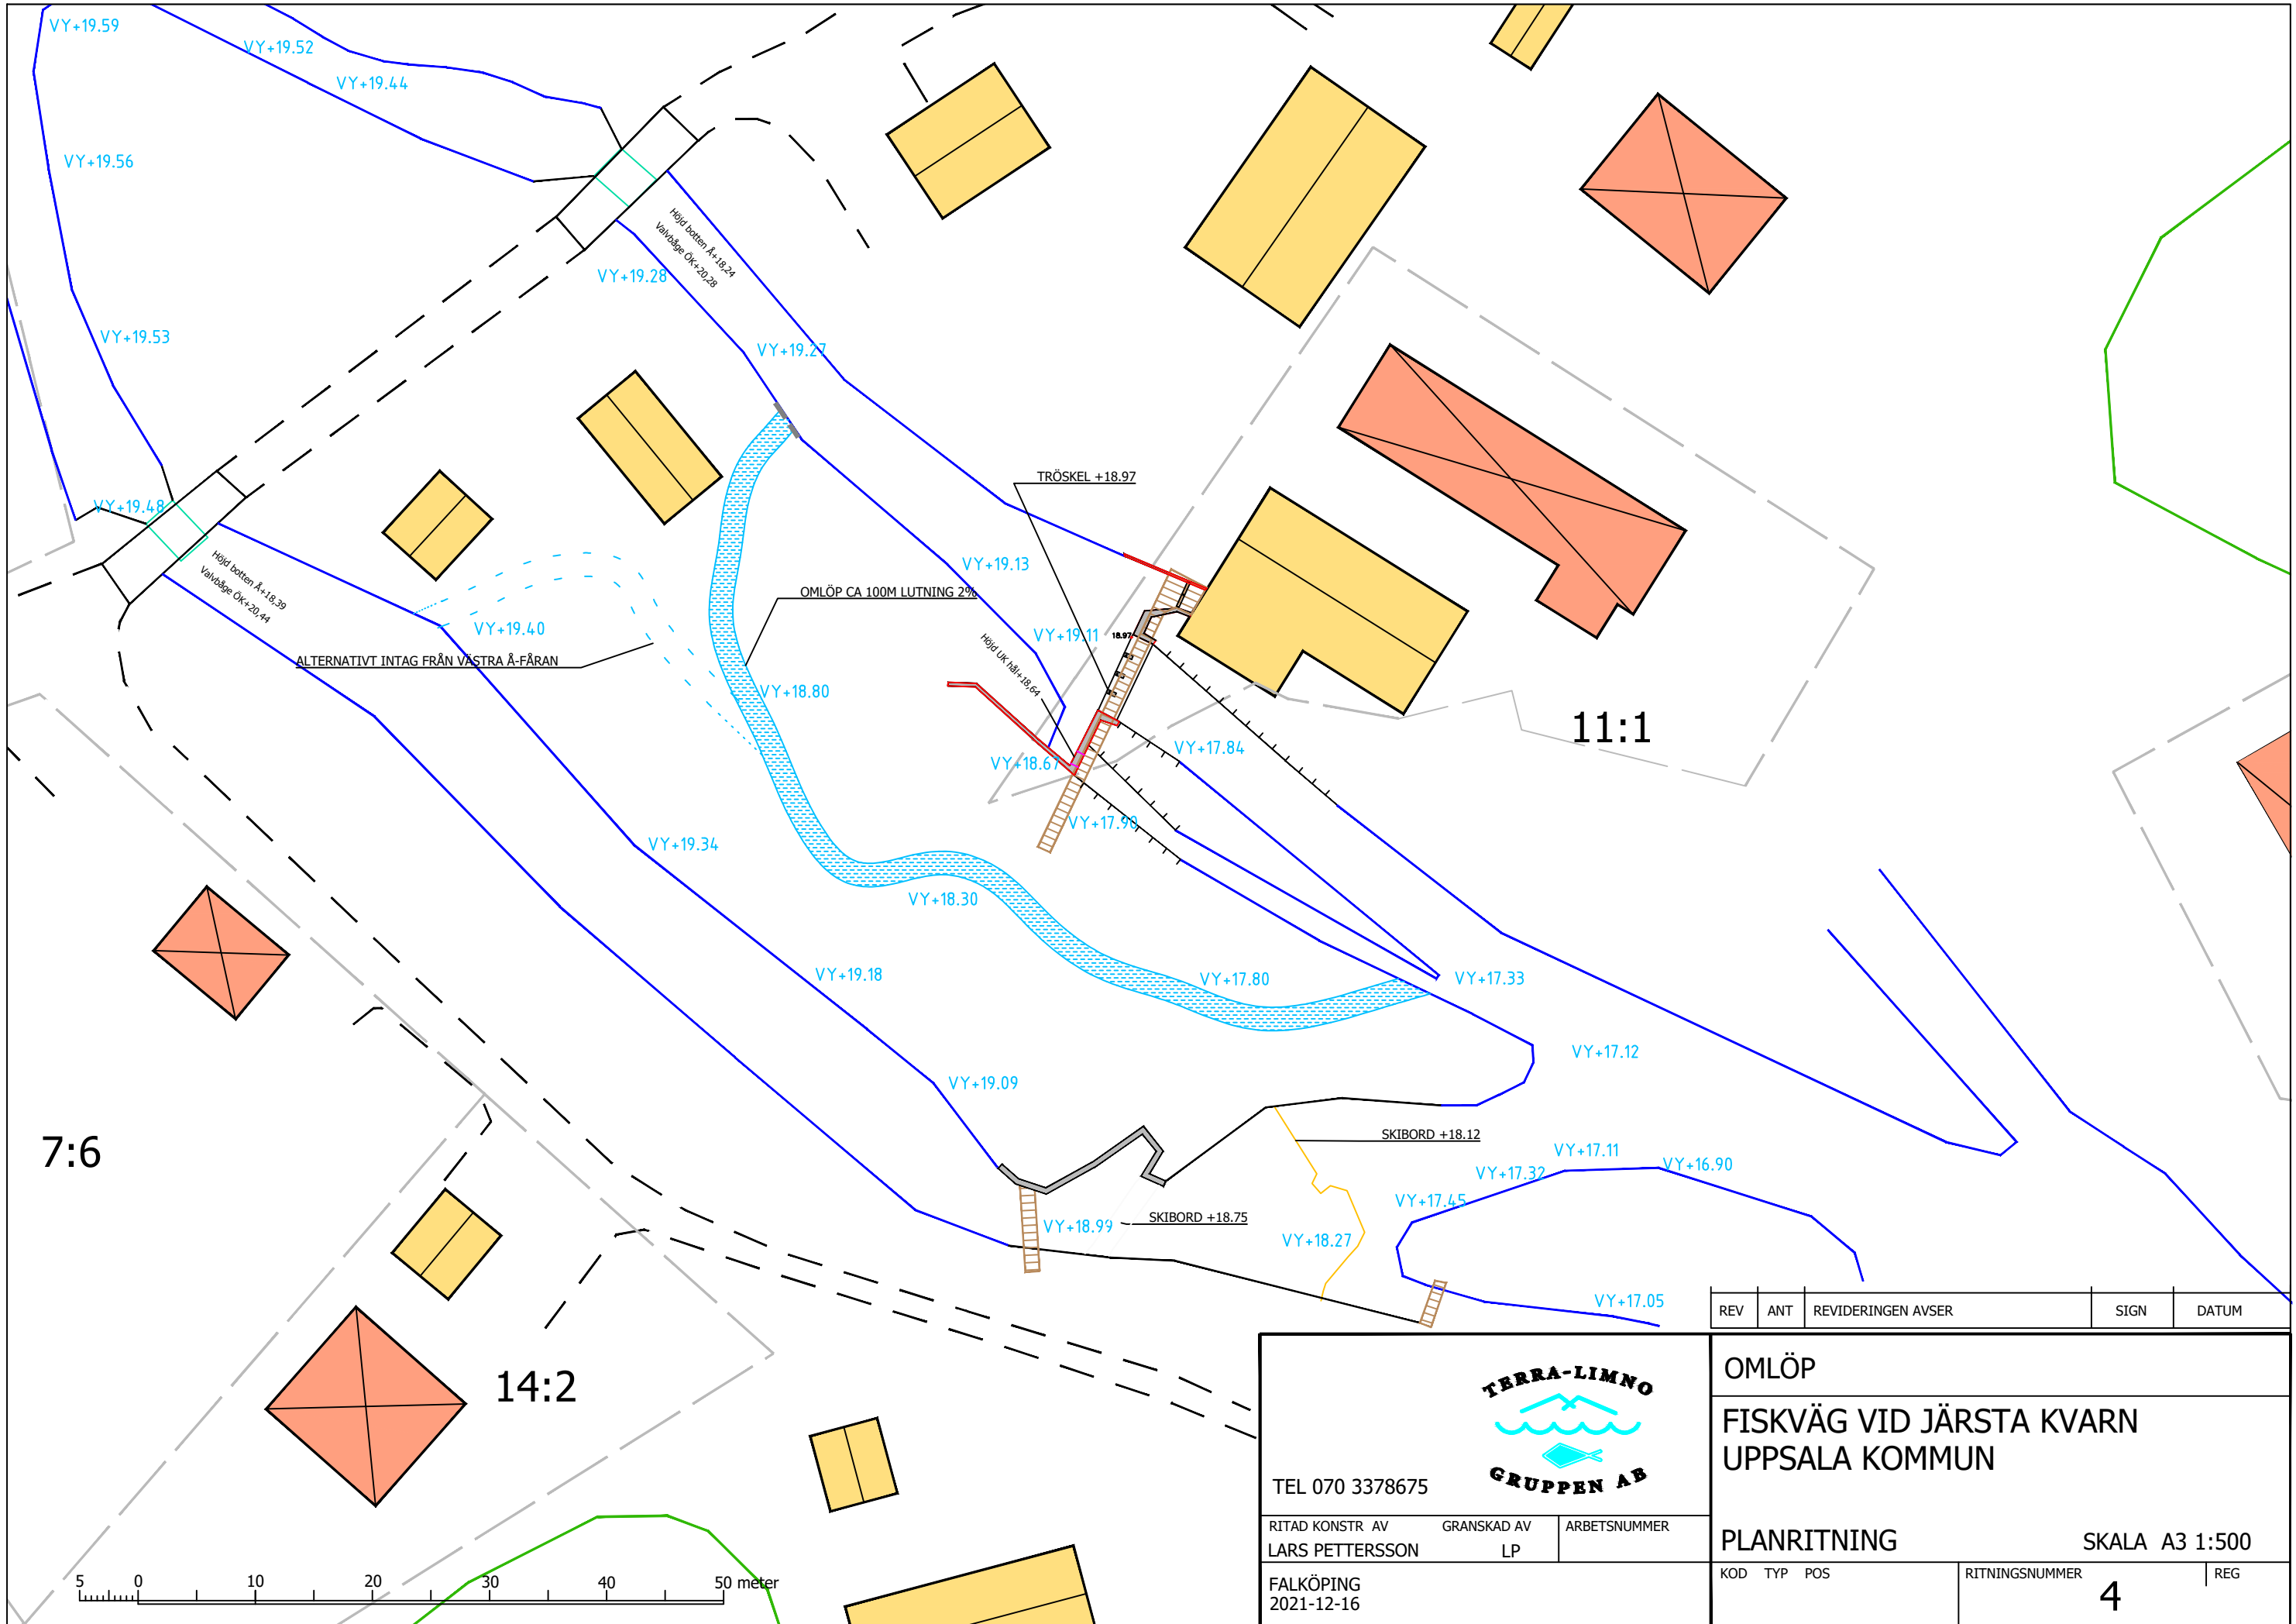 VY+19.59
VY+19.52
VY+19.44
VY+19.56
VY+19.53
VY+19.48
Höjd botten Å+18,24
Valvbåge ÖK+20,28
VY+19.28
VY+19.27
Höjd botten Å+18,39
Valvbåge ÖK+20,44
TRÖSKEL +18.97
VY+19.13
OMLÖP CA 100M LUTNING 2%
VY+19.40
VY+19.11
18.97
Höjd UK hål+18,64
ALTERNATIVT INTAG FRÅN VÄSTRA Å-FÅRAN
VY+18.80
11:1
VY+17.84
VY+18.67
VY+17.90
VY+19.34
VY+18.30
VY+19.18
VY+17.80
VY+17.33
VY+17.12
VY+19.09
SKIBORD +18.12
7:6
VY+17.11
VY+16.90
VY+17.32
VY+17.45
SKIBORD +18.75
VY+18.99
VY+18.27
VY+17.05
14:2
5 0 10 20 30 40 50 meter
REV ANT REVIDERINGEN AVSER SIGN DATUM
TERRA-LIMNO
GRUPPEN AB
TEL 070 3378675
RITAD KONSTR AV GRANSKAD AV ARBETSNUMMER
LARS PETTERSSON LP
FALKÖPING
2021-12-16
OMLÖP
FISKVÄG VID JÄRSTA KVARN
UPPSALA KOMMUN
PLANRITNING SKALA A3 1:500
KOD TYP POS RITNINGSNUMMER REG
4